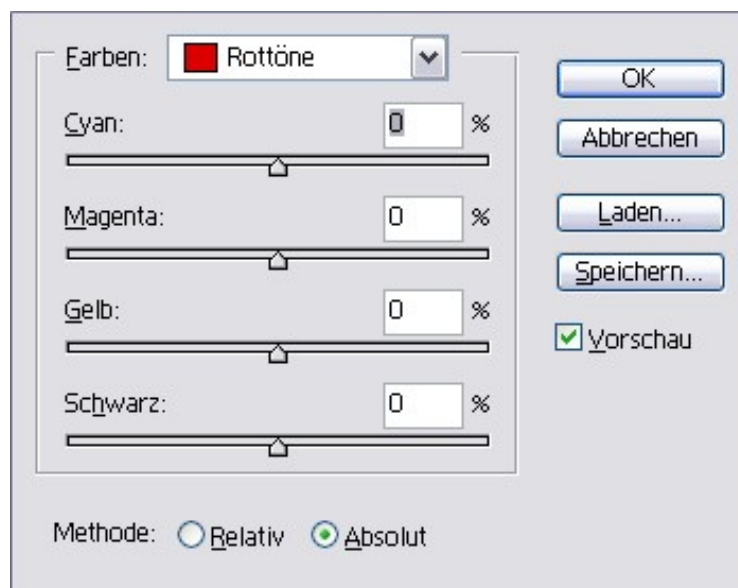 Farben: Rottöne
Cyan: 0 %
Magenta: 0 %
Gelb: 0 %
Schwarz: 0 %
Methode: Relativ Absolut
OK
Abbrechen
Laden...
Speichern...
Vorschau